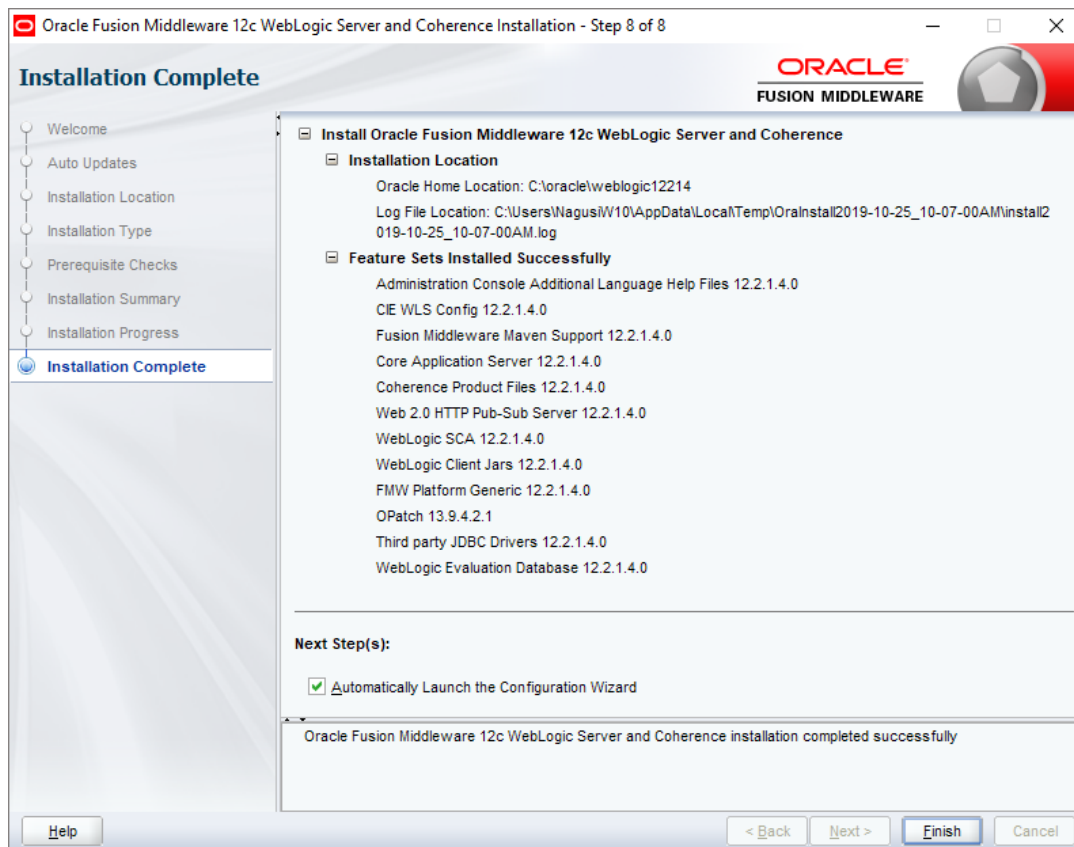 Oracle Fusion Middleware 12c WebLogic Server and Coherence Installation - Step 8 of 8
Installation Complete
ORACLE
FUSION MIDDLEWARE
Welcome
Auto Updates
Installation Location
Installation Type
Prerequisite Checks
Installation Summary
Installation Progress
Installation Complete
Install Oracle Fusion Middleware 12c WebLogic Server and Coherence
Installation Location
Oracle Home Location: C:\oracle\weblogic12214
Log File Location: C:\Users\NagusiW10\AppData\Local\Temp\OraInstall2019-10-25_10-07-00AM\install2
019-10-25_10-07-00AM.log
Feature Sets Installed Successfully
Administration Console Additional Language Help Files 12.2.1.4.0
CIE WLS Config 12.2.1.4.0
Fusion Middleware Maven Support 12.2.1.4.0
Core Application Server 12.2.1.4.0
Coherence Product Files 12.2.1.4.0
Web 2.0 HTTP Pub-Sub Server 12.2.1.4.0
WebLogic SCA 12.2.1.4.0
WebLogic Client Jars 12.2.1.4.0
FMW Platform Generic 12.2.1.4.0
OPatch 13.9.4.2.1
Third party JDBC Drivers 12.2.1.4.0
WebLogic Evaluation Database 12.2.1.4.0
Next Step(s):
Automatically Launch the Configuration Wizard
Oracle Fusion Middleware 12c WebLogic Server and Coherence installation completed successfully
Help
< Back
Next >
Finish
Cancel